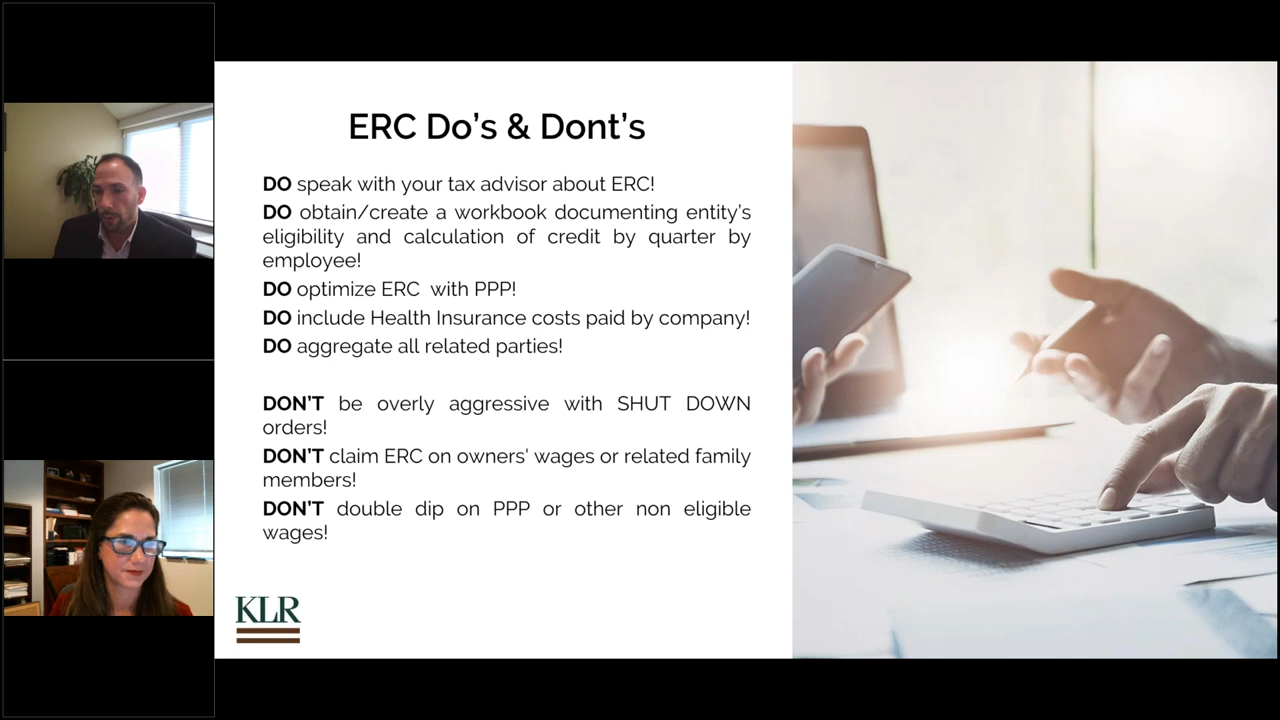 ERC Do's & Dont's
DO speak with your tax advisor about ERC!
DO obtain/create a workbook documenting entity's
eligibility and calculation of credit by quarter by
employee!
DO optimize ERC with PPP!
DO include Health Insurance costs paid by company!
DO aggregate all related parties!
DON'T be overly aggressive with SHUT DOWN
orders!
DON'T claim ERC on owners' wages or related family
members!
DON'T double dip on PPP or other non eligible
wages!
KLR